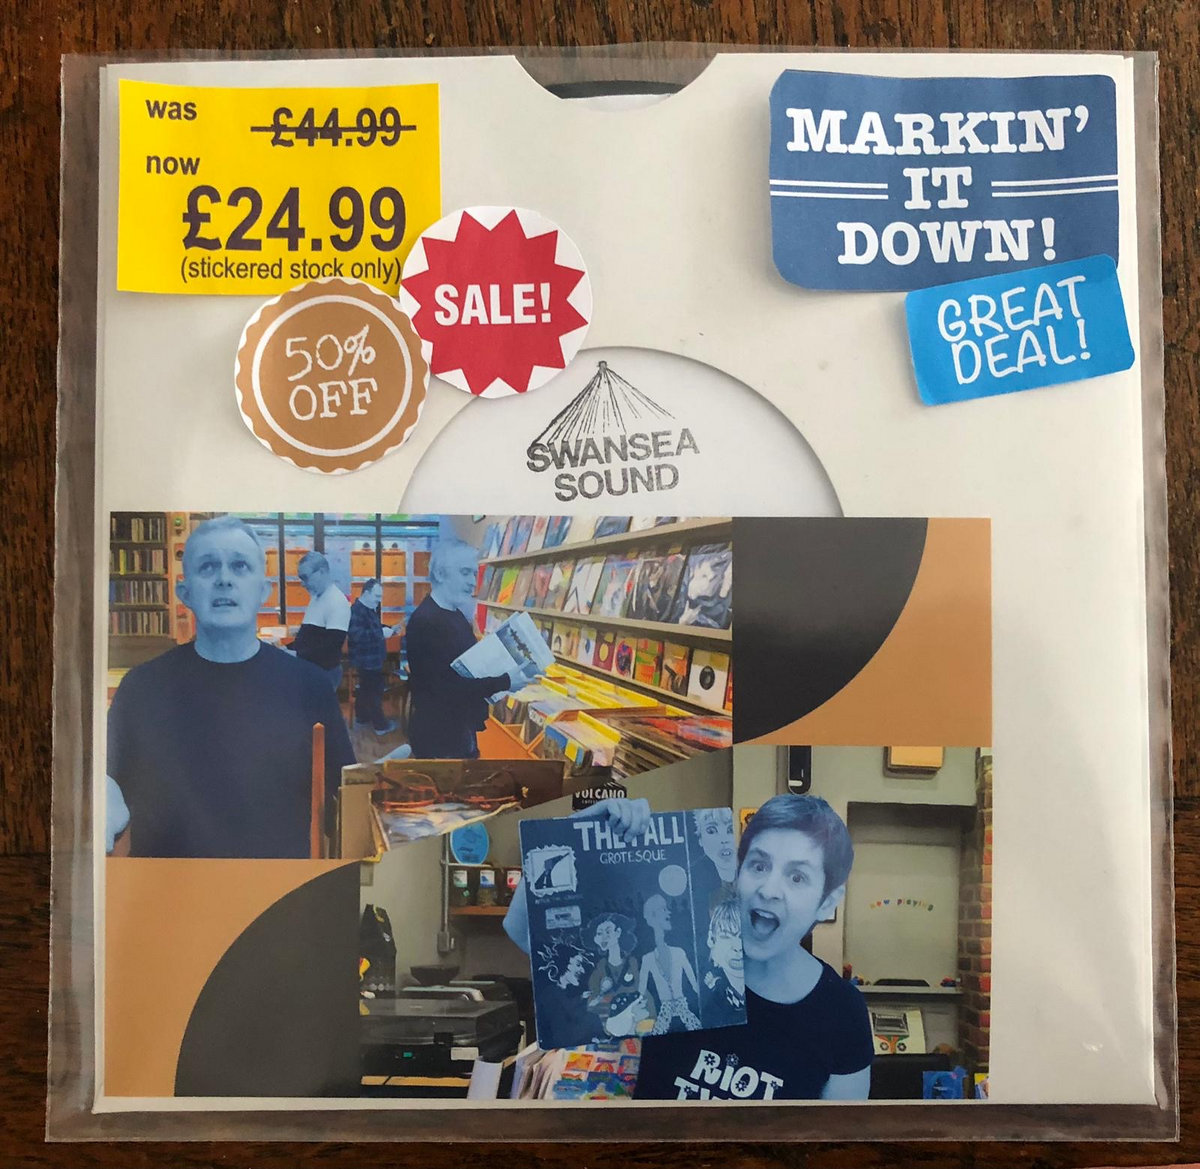 was £44.99
now
£24.99
(stickered stock only)
SALE!
50%
OFF
MARKIN'
IT
DOWN!
GREAT
DEAL!
SWANSEA
SOUND
VOLCANO
THE FALL
GROTESQUE
now playing
RIOT